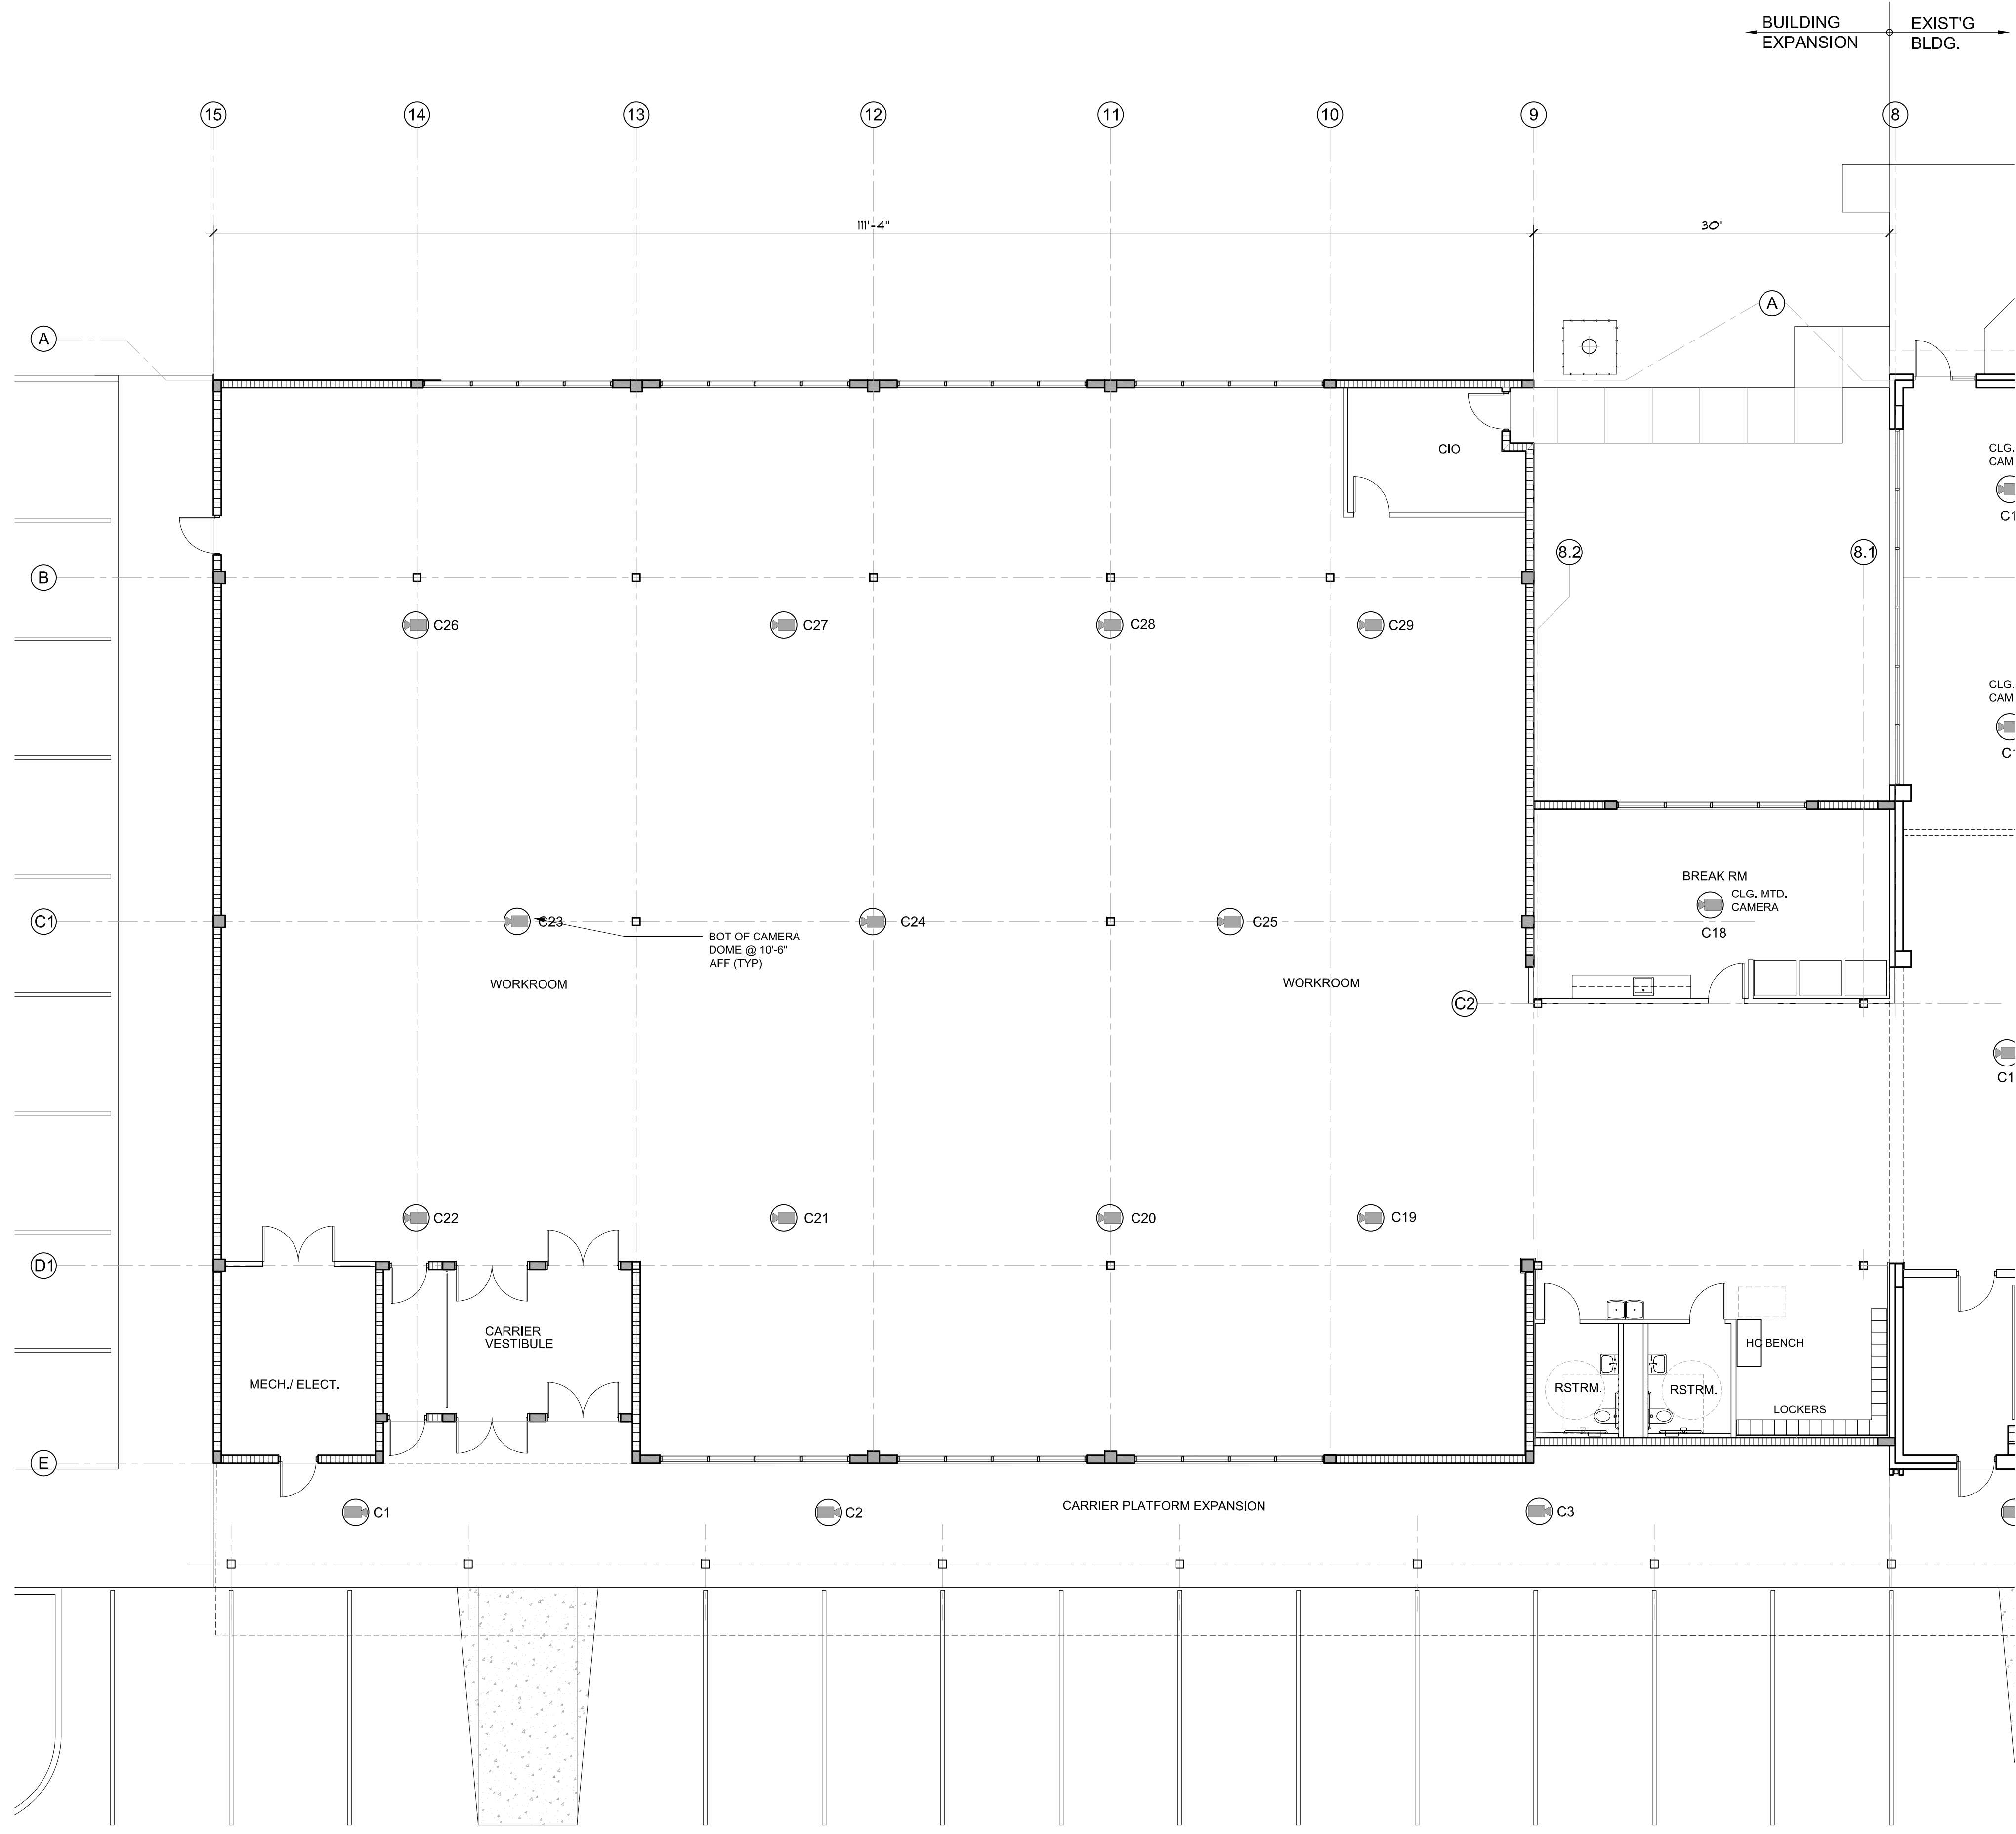 BUILDING
EXPANSION
EXIST'G
BLDG.
15
14
13
12
11
10
9
8
111'-4"
30'
A
A
CIO
CLG.
CAM
8.2
8.1
B
C26
C27
C28
C29
CLG.
CAM
BREAK RM
CLG. MTD.
CAMERA
C18
C1
C23
C24
C25
BOT OF CAMERA
DOME @ 10'-6"
AFF (TYP)
WORKROOM
WORKROOM
C2
C22
C21
C20
C19
D1
CARRIER
VESTIBULE
MECH./ ELECT.
HC BENCH
RSTRM.
RSTRM.
LOCKERS
E
CARRIER PLATFORM EXPANSION
C1
C2
C3